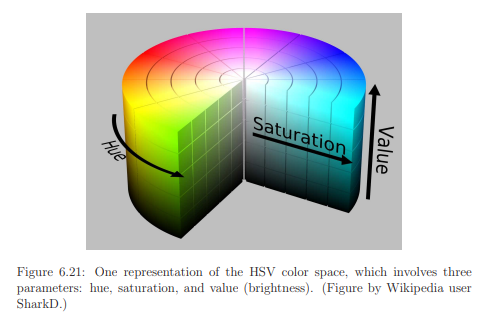 Saturation
Value
Hue
Figure 6.21: One representation of the HSV color space, which involves three
parameters: hue, saturation, and value (brightness). (Figure by Wikipedia user
SharkD.)